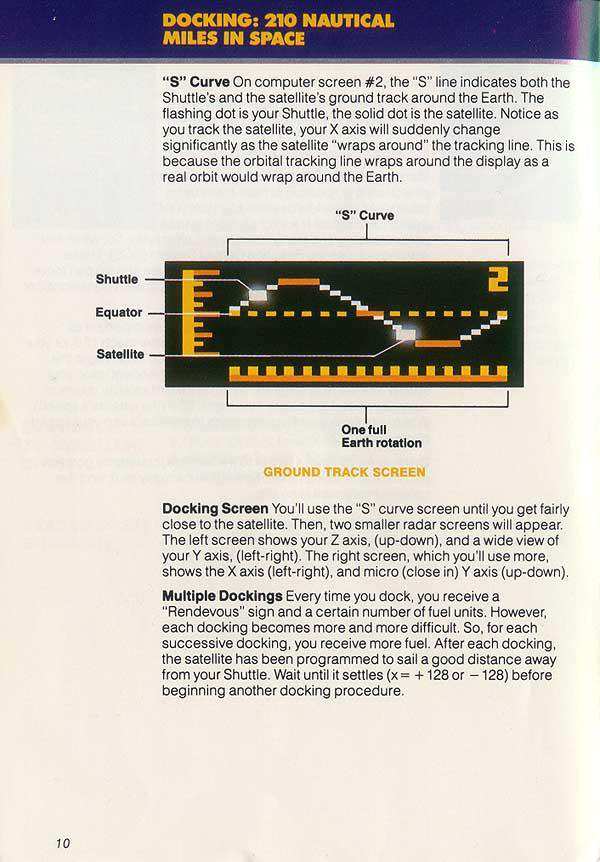 DOCKING: 210 NAUTICAL
MILES IN SPACE
“S” Curve On computer screen #2, the “S” line indicates both the
Shuttle's and the satellite's ground track around the Earth. The
flashing dot is your Shuttle, the solid dot is the satellite. Notice as
you track the satellite, your X axis will suddenly change
significantly as the satellite “wraps around” the tracking line. This is
because the orbital tracking line wraps around the display as a
real orbit would wrap around the Earth.
“S” Curve
2
Shuttle
Equator
Satellite
One full
Earth rotation
GROUND TRACK SCREEN
Docking Screen You'll use the “S” curve screen until you get fairly
close to the satellite. Then, two smaller radar screens will appear.
The left screen shows your Z axis, (up-down), and a wide view of
your Y axis, (left-right). The right screen, which you'll use more,
shows the X axis (left-right), and micro (close in) Y axis (up-down).
Multiple Dockings Every time you dock, you receive a
“Rendevous” sign and a certain number of fuel units. However,
each docking becomes more and more difficult. So, for each
successive docking, you receive more fuel. After each docking,
the satellite has been programmed to sail a good distance away
from your Shuttle. Wait until it settles (x= +128 or −128) before
beginning another docking procedure.
10